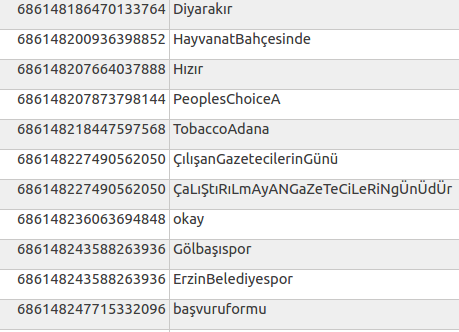 686148186470133764 Diyarakır
686148200936398852 HayvanatBahçesinde
686148207664037888 Hızır
686148207873798144 PeoplesChoiceA
686148218447597568 TobaccoAdana
686148227490562050 ÇılışanGazetecilerinGünü
686148227490562050 ÇaLıŞtıRıLmAyANGaZeTeCiLeRiNgÜnÜdÜr
686148236063694848 okay
686148243588263936 Gölbaşıspor
686148243588263936 ErzinBelediyespor
686148247715332096 başvuruformu